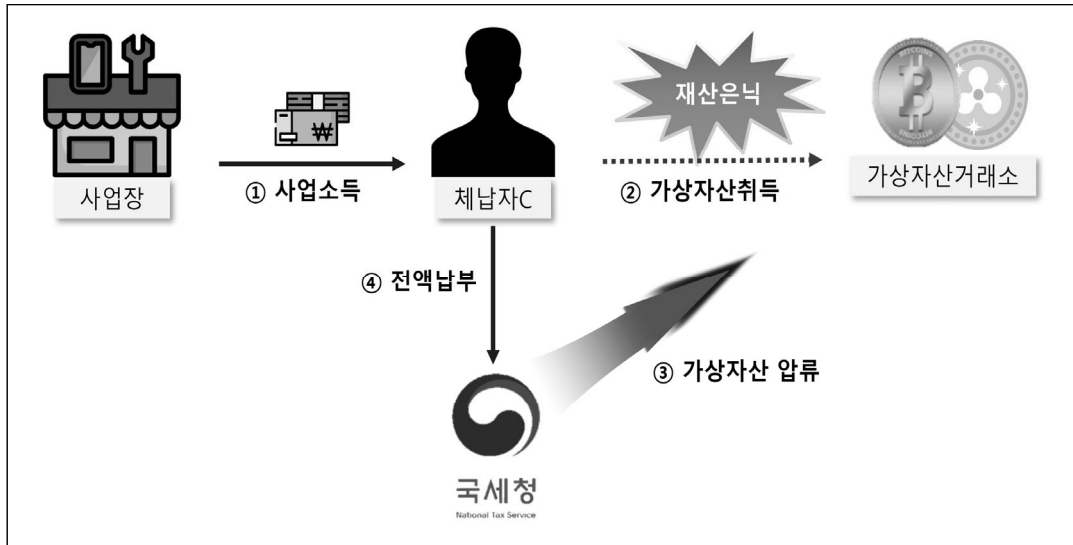 재산은닉
BITCOINS
BITCOINS
₩
사업장
① 사업소득
체납자C
② 가상자산취득
가상자산거래소
④ 전액납부
③ 가상자산 압류
국세청
National Tax Service